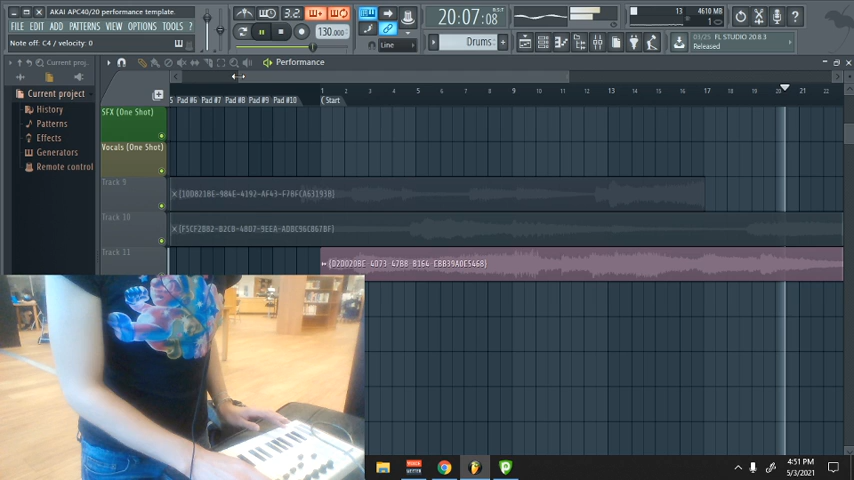 AKAI APC40/20 performance template
FILE EDIT ADD PATTERNS VIEW OPTIONS TOOLS ?
Note off: C4 / velocity: 0
3.2
130.000
20:07:08
B:S:T
13
4610 MB
1
Line
Drums
03/25 FL STUDIO 20.8.3
Released
Current proj.
Performance
Current project
History
Patterns
Effects
Generators
Remote control
5 Pad #6 Pad #7 Pad #8 Pad #9 Pad #10
Start
1 2 3 4 5 6 7 8 9 10 11 12 13 14 15 16 17 18 19 20 21 22
SFX (One Shot)
Vocals (One Shot)
Track 9
Track 10
Track 11
4:51 PM
5/3/2021